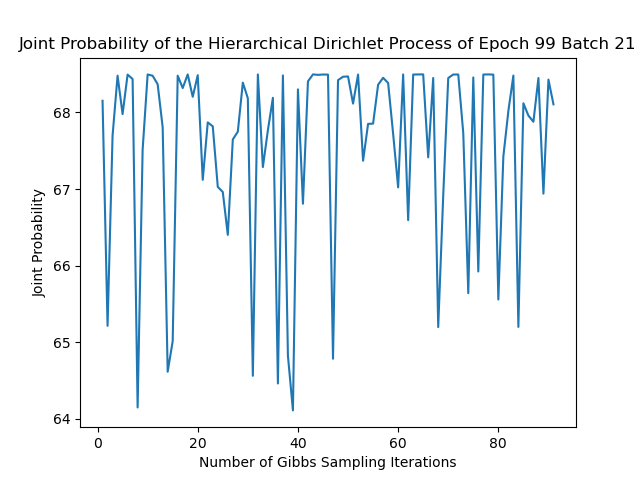 Joint Probability of the Hierarchical Dirichlet Process of Epoch 99 Batch 21
68
67
66
65
64
Joint Probability
0 20 40 60 80
Number of Gibbs Sampling Iterations